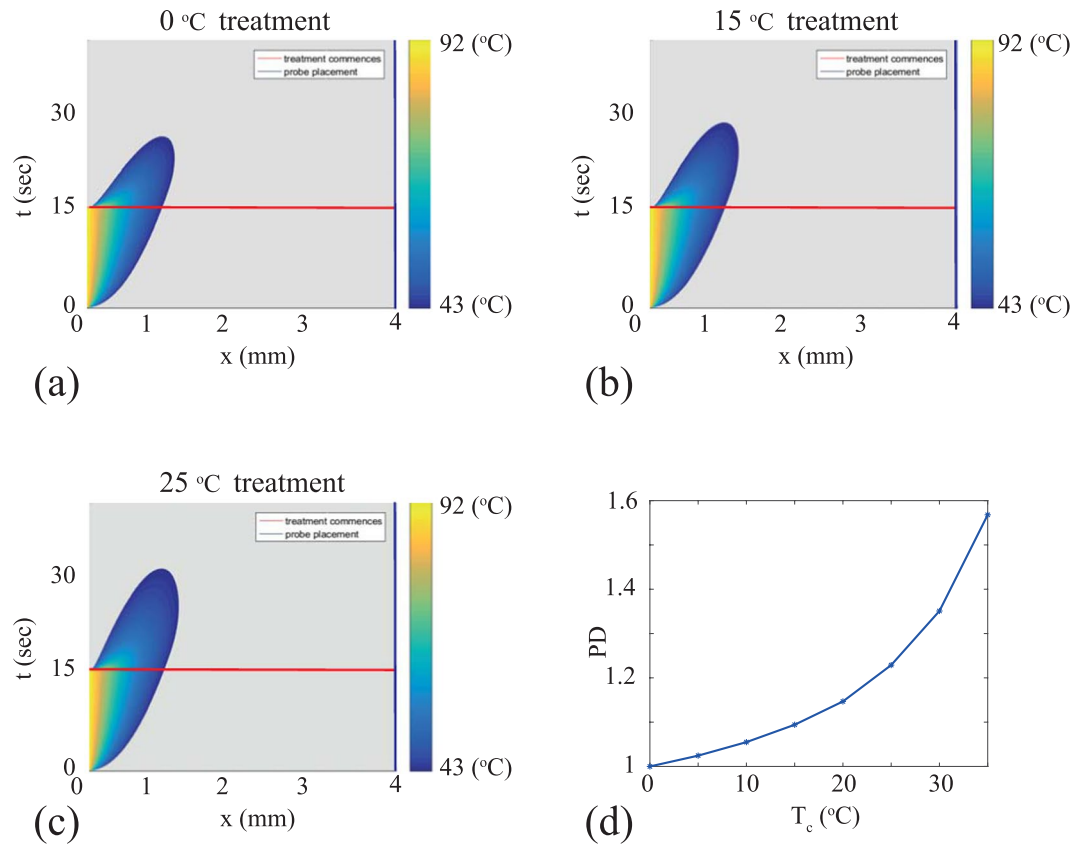 0 °C treatment
92 (°C)
treatment commences
probe placement
30
t (sec)
15
0
43 (°C)
0 1 2 3 4
x (mm)
(a)
15 °C treatment
92 (°C)
treatment commences
probe placement
30
t (sec)
15
0
43 (°C)
0 1 2 3 4
x (mm)
(b)
25 °C treatment
92 (°C)
treatment commences
probe placement
30
t (sec)
15
0
43 (°C)
0 1 2 3 4
x (mm)
(c)
1.6
1.4
PD
1.2
1
0 10 20 30
T_c (°C)
(d)